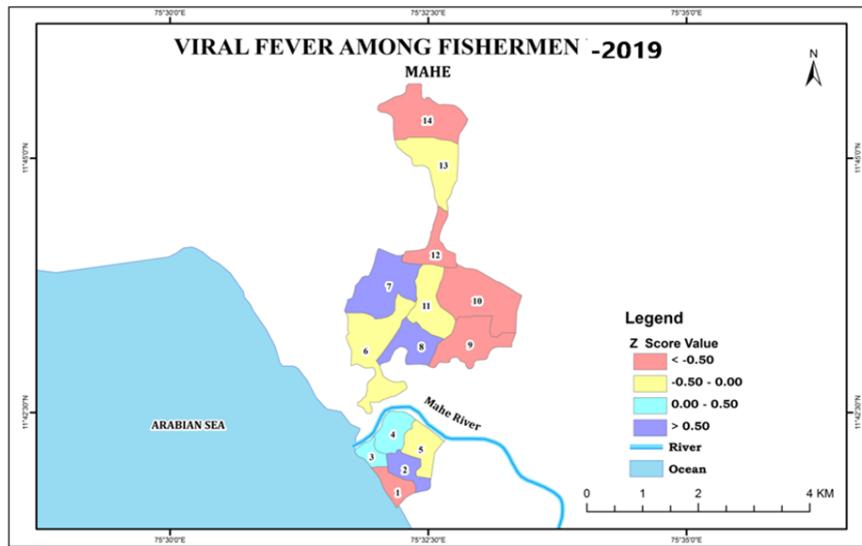 75°30'0"E 75°32'30"E 75°35'0"E
VIRAL FEVER AMONG FISHERMEN -2019
MAHE
N
14
11°45'0"N 11°45'0"N
13
12
7
10
11
Legend
Z Score Value
< -0.50
-0.50 - 0.00
0.00 - 0.50
> 0.50
River
Ocean
6
8
9
Mahe River
11°42'30"N 11°42'30"N
ARABIAN SEA
4
5
3
2
1
0 1 2 4 KM
75°30'0"E 75°32'30"E 75°35'0"E